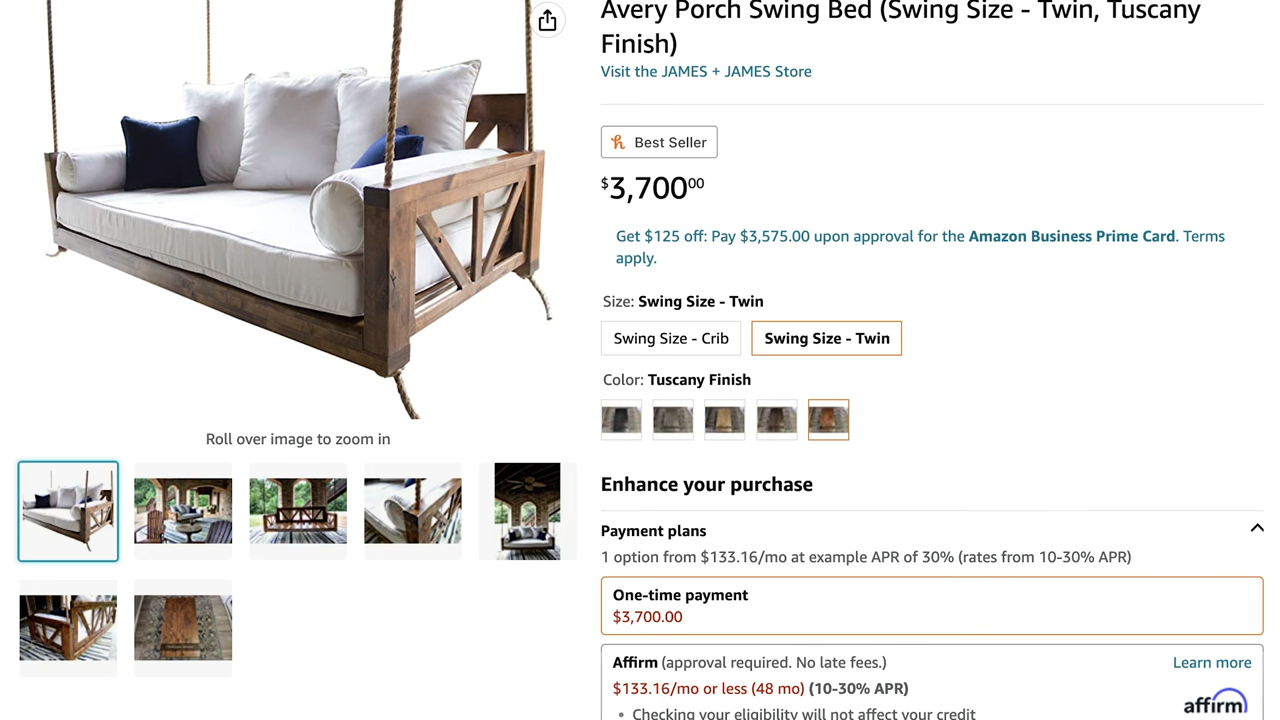 Avery Porch Swing Bed (Swing Size - Twin, Tuscany
Finish)
Visit the JAMES + JAMES Store
Best Seller
$3,700⁰⁰
Get $125 off: Pay $3,575.00 upon approval for the Amazon Business Prime Card. Terms
apply.
Size: Swing Size - Twin
Swing Size - Crib
Swing Size - Twin
Color: Tuscany Finish
Roll over image to zoom in
Enhance your purchase
Payment plans
1 option from $133.16/mo at example APR of 30% (rates from 10-30% APR)
One-time payment
$3,700.00
Affirm (approval required. No late fees.)
Learn more
$133.16/mo or less (48 mo) (10-30% APR)
affirm
• Checking your eligibility will not affect your credit